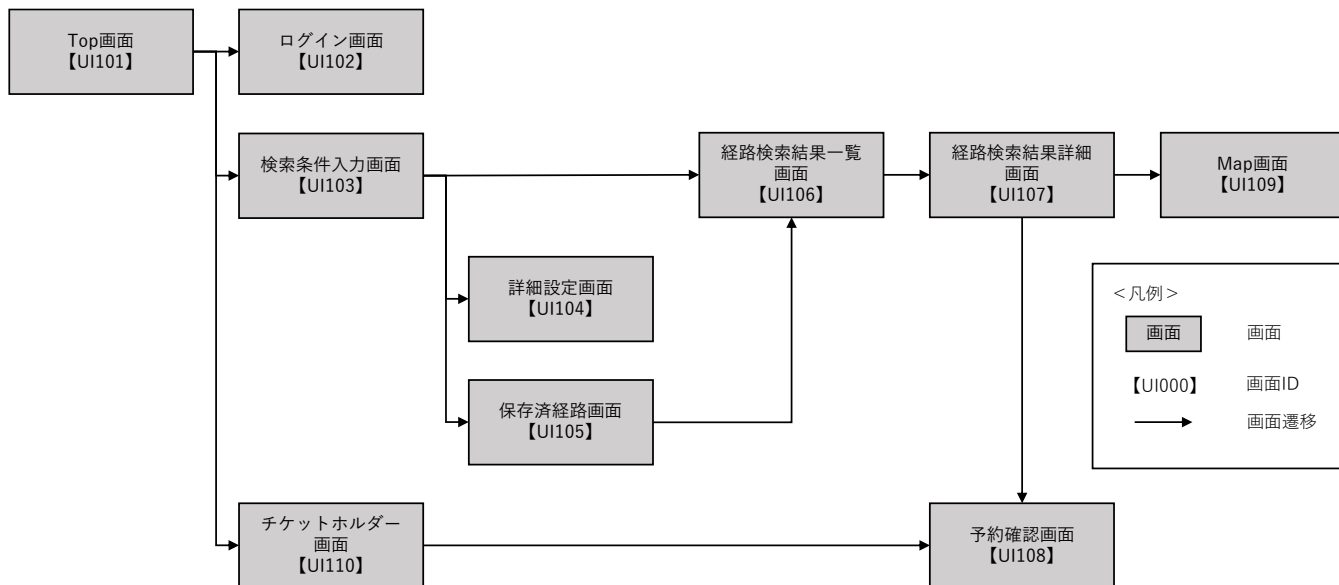 Top画面
【UI101】
ログイン画面
【UI102】
検索条件入力画面
【UI103】
経路検索結果一覧
画面
【UI106】
経路検索結果詳細
画面
【UI107】
Map画面
【UI109】
詳細設定画面
【UI104】
保存済経路画面
【UI105】
チケットホルダー
画面
【UI110】
予約確認画面
【UI108】
＜凡例＞
画面 画面
【UI000】 画面ID
画面遷移